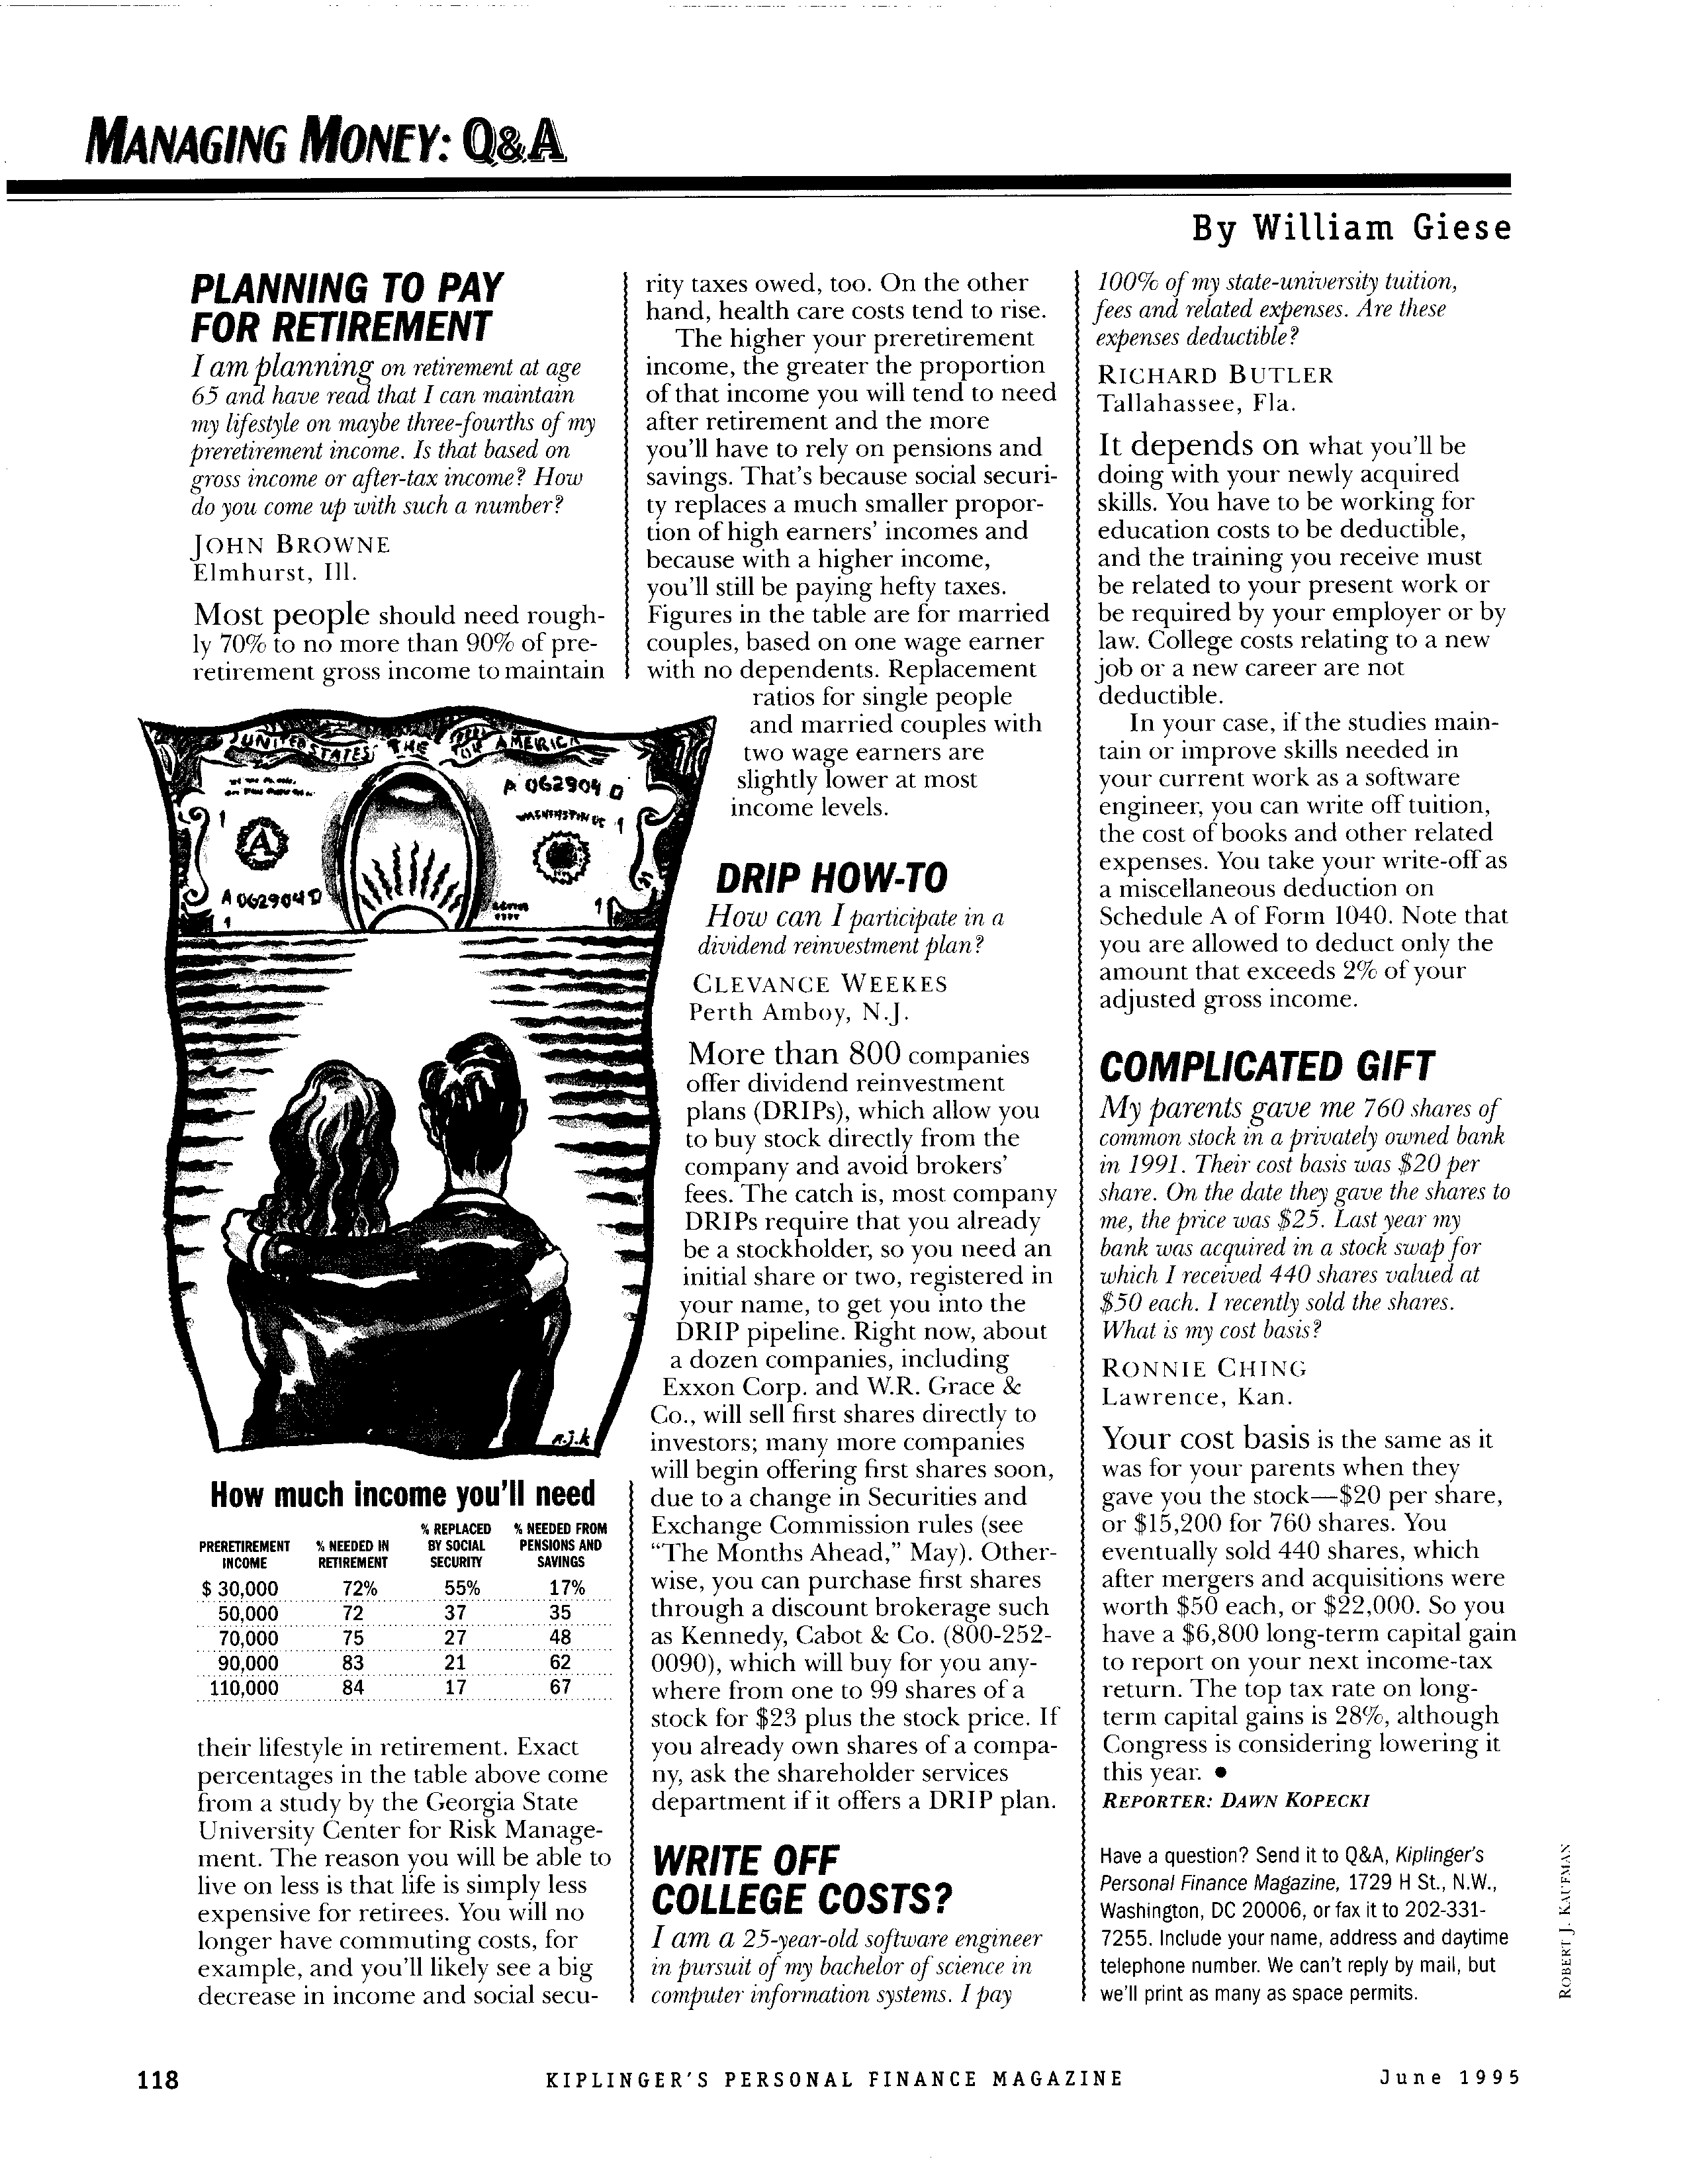 MANAGING MONEY: Q&A
By William Giese
PLANNING TO PAY
FOR RETIREMENT
I am planning on retirement at age
65 and have read that I can maintain
my lifestyle on maybe three-fourths of my
preretirement income. Is that based on
gross income or after-tax income? How
do you come up with such a number?
JOHN BROWNE
Elmhurst, Ill.
Most people should need rough-
ly 70% to no more than 90% of pre-
retirement gross income to maintain
UNITED STATES THE OF AMERICA
A 0629040
WASHINGTON DC 1
1
A
A 0629040
1
1
R.J.K
How much income you'll need
PRERETIREMENT INCOME % NEEDED IN RETIREMENT % REPLACED BY SOCIAL SECURITY % NEEDED FROM PENSIONS AND SAVINGS
$ 30,000 72% 55% 17%
50,000 72 37 35
70,000 75 27 48
90,000 83 21 62
110,000 84 17 67
their lifestyle in retirement. Exact
percentages in the table above come
from a study by the Georgia State
University Center for Risk Manage-
ment. The reason you will be able to
live on less is that life is simply less
expensive for retirees. You will no
longer have commuting costs, for
example, and you'll likely see a big
decrease in income and social secu-
rity taxes owed, too. On the other
hand, health care costs tend to rise.
The higher your preretirement
income, the greater the proportion
of that income you will tend to need
after retirement and the more
you'll have to rely on pensions and
savings. That's because social securi-
ty replaces a much smaller propor-
tion of high earners' incomes and
because with a higher income,
you'll still be paying hefty taxes.
Figures in the table are for married
couples, based on one wage earner
with no dependents. Replacement
ratios for single people
and married couples with
two wage earners are
slightly lower at most
income levels.
DRIP HOW-TO
How can I participate in a
dividend reinvestment plan?
CLEVANCE WEEKES
Perth Amboy, N.J.
More than 800 companies
offer dividend reinvestment
plans (DRIPs), which allow you
to buy stock directly from the
company and avoid brokers'
fees. The catch is, most company
DRIPs require that you already
be a stockholder, so you need an
initial share or two, registered in
your name, to get you into the
DRIP pipeline. Right now, about
a dozen companies, including
Exxon Corp. and W.R. Grace &
Co., will sell first shares directly to
investors; many more companies
will begin offering first shares soon,
due to a change in Securities and
Exchange Commission rules (see
"The Months Ahead," May). Other-
wise, you can purchase first shares
through a discount brokerage such
as Kennedy, Cabot & Co. (800-252-
0090), which will buy for you any-
where from one to 99 shares of a
stock for $23 plus the stock price. If
you already own shares of a compa-
ny, ask the shareholder services
department if it offers a DRIP plan.
WRITE OFF
COLLEGE COSTS?
I am a 25-year-old software engineer
in pursuit of my bachelor of science in
computer information systems. I pay
100% of my state-university tuition,
fees and related expenses. Are these
expenses deductible?
RICHARD BUTLER
Tallahassee, Fla.
It depends on what you'll be
doing with your newly acquired
skills. You have to be working for
education costs to be deductible,
and the training you receive must
be related to your present work or
be required by your employer or by
law. College costs relating to a new
job or a new career are not
deductible.
In your case, if the studies main-
tain or improve skills needed in
your current work as a software
engineer, you can write off tuition,
the cost of books and other related
expenses. You take your write-off as
a miscellaneous deduction on
Schedule A of Form 1040. Note that
you are allowed to deduct only the
amount that exceeds 2% of your
adjusted gross income.
COMPLICATED GIFT
My parents gave me 760 shares of
common stock in a privately owned bank
in 1991. Their cost basis was $20 per
share. On the date they gave the shares to
me, the price was $25. Last year my
bank was acquired in a stock swap for
which I received 440 shares valued at
$50 each. I recently sold the shares.
What is my cost basis?
RONNIE CHING
Lawrence, Kan.
Your cost basis is the same as it
was for your parents when they
gave you the stock—$20 per share,
or $15,200 for 760 shares. You
eventually sold 440 shares, which
after mergers and acquisitions were
worth $50 each, or $22,000. So you
have a $6,800 long-term capital gain
to report on your next income-tax
return. The top tax rate on long-
term capital gains is 28%, although
Congress is considering lowering it
this year. •
REPORTER: DAWN KOPECKI
Have a question? Send it to Q&A, Kiplinger's
Personal Finance Magazine, 1729 H St., N.W.,
Washington, DC 20006, or fax it to 202-331-
7255. Include your name, address and daytime
telephone number. We can't reply by mail, but
we'll print as many as space permits.
ROBERT J. KAUFMAN
118 KIPLINGER'S PERSONAL FINANCE MAGAZINE June 1995